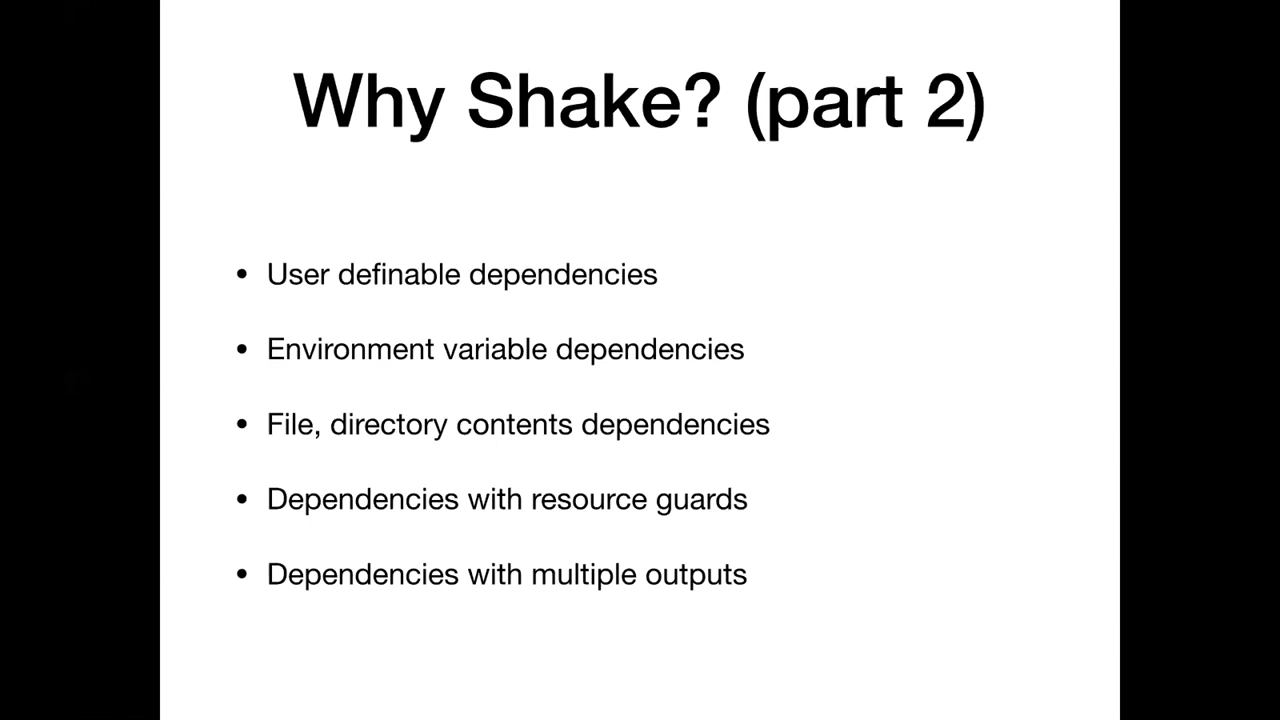 Why Shake? (part 2)
• User definable dependencies
• Environment variable dependencies
• File, directory contents dependencies
• Dependencies with resource guards
• Dependencies with multiple outputs